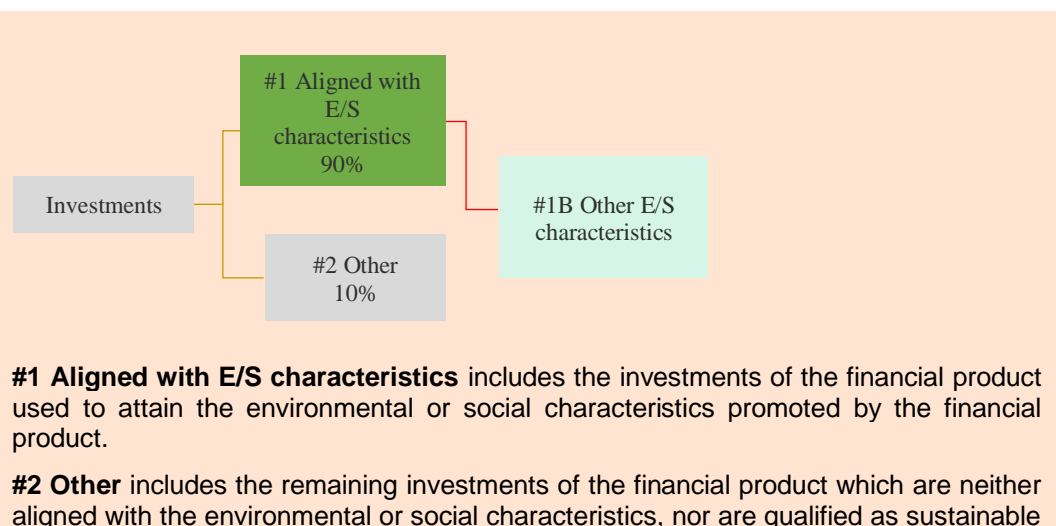 #1 Aligned with
E/S
characteristics
90%
Investments
#1B Other E/S
characteristics
#2 Other
10%
#1 Aligned with E/S characteristics includes the investments of the financial product
used to attain the environmental or social characteristics promoted by the financial
product.
#2 Other includes the remaining investments of the financial product which are neither
aligned with the environmental or social characteristics, nor are qualified as sustainable